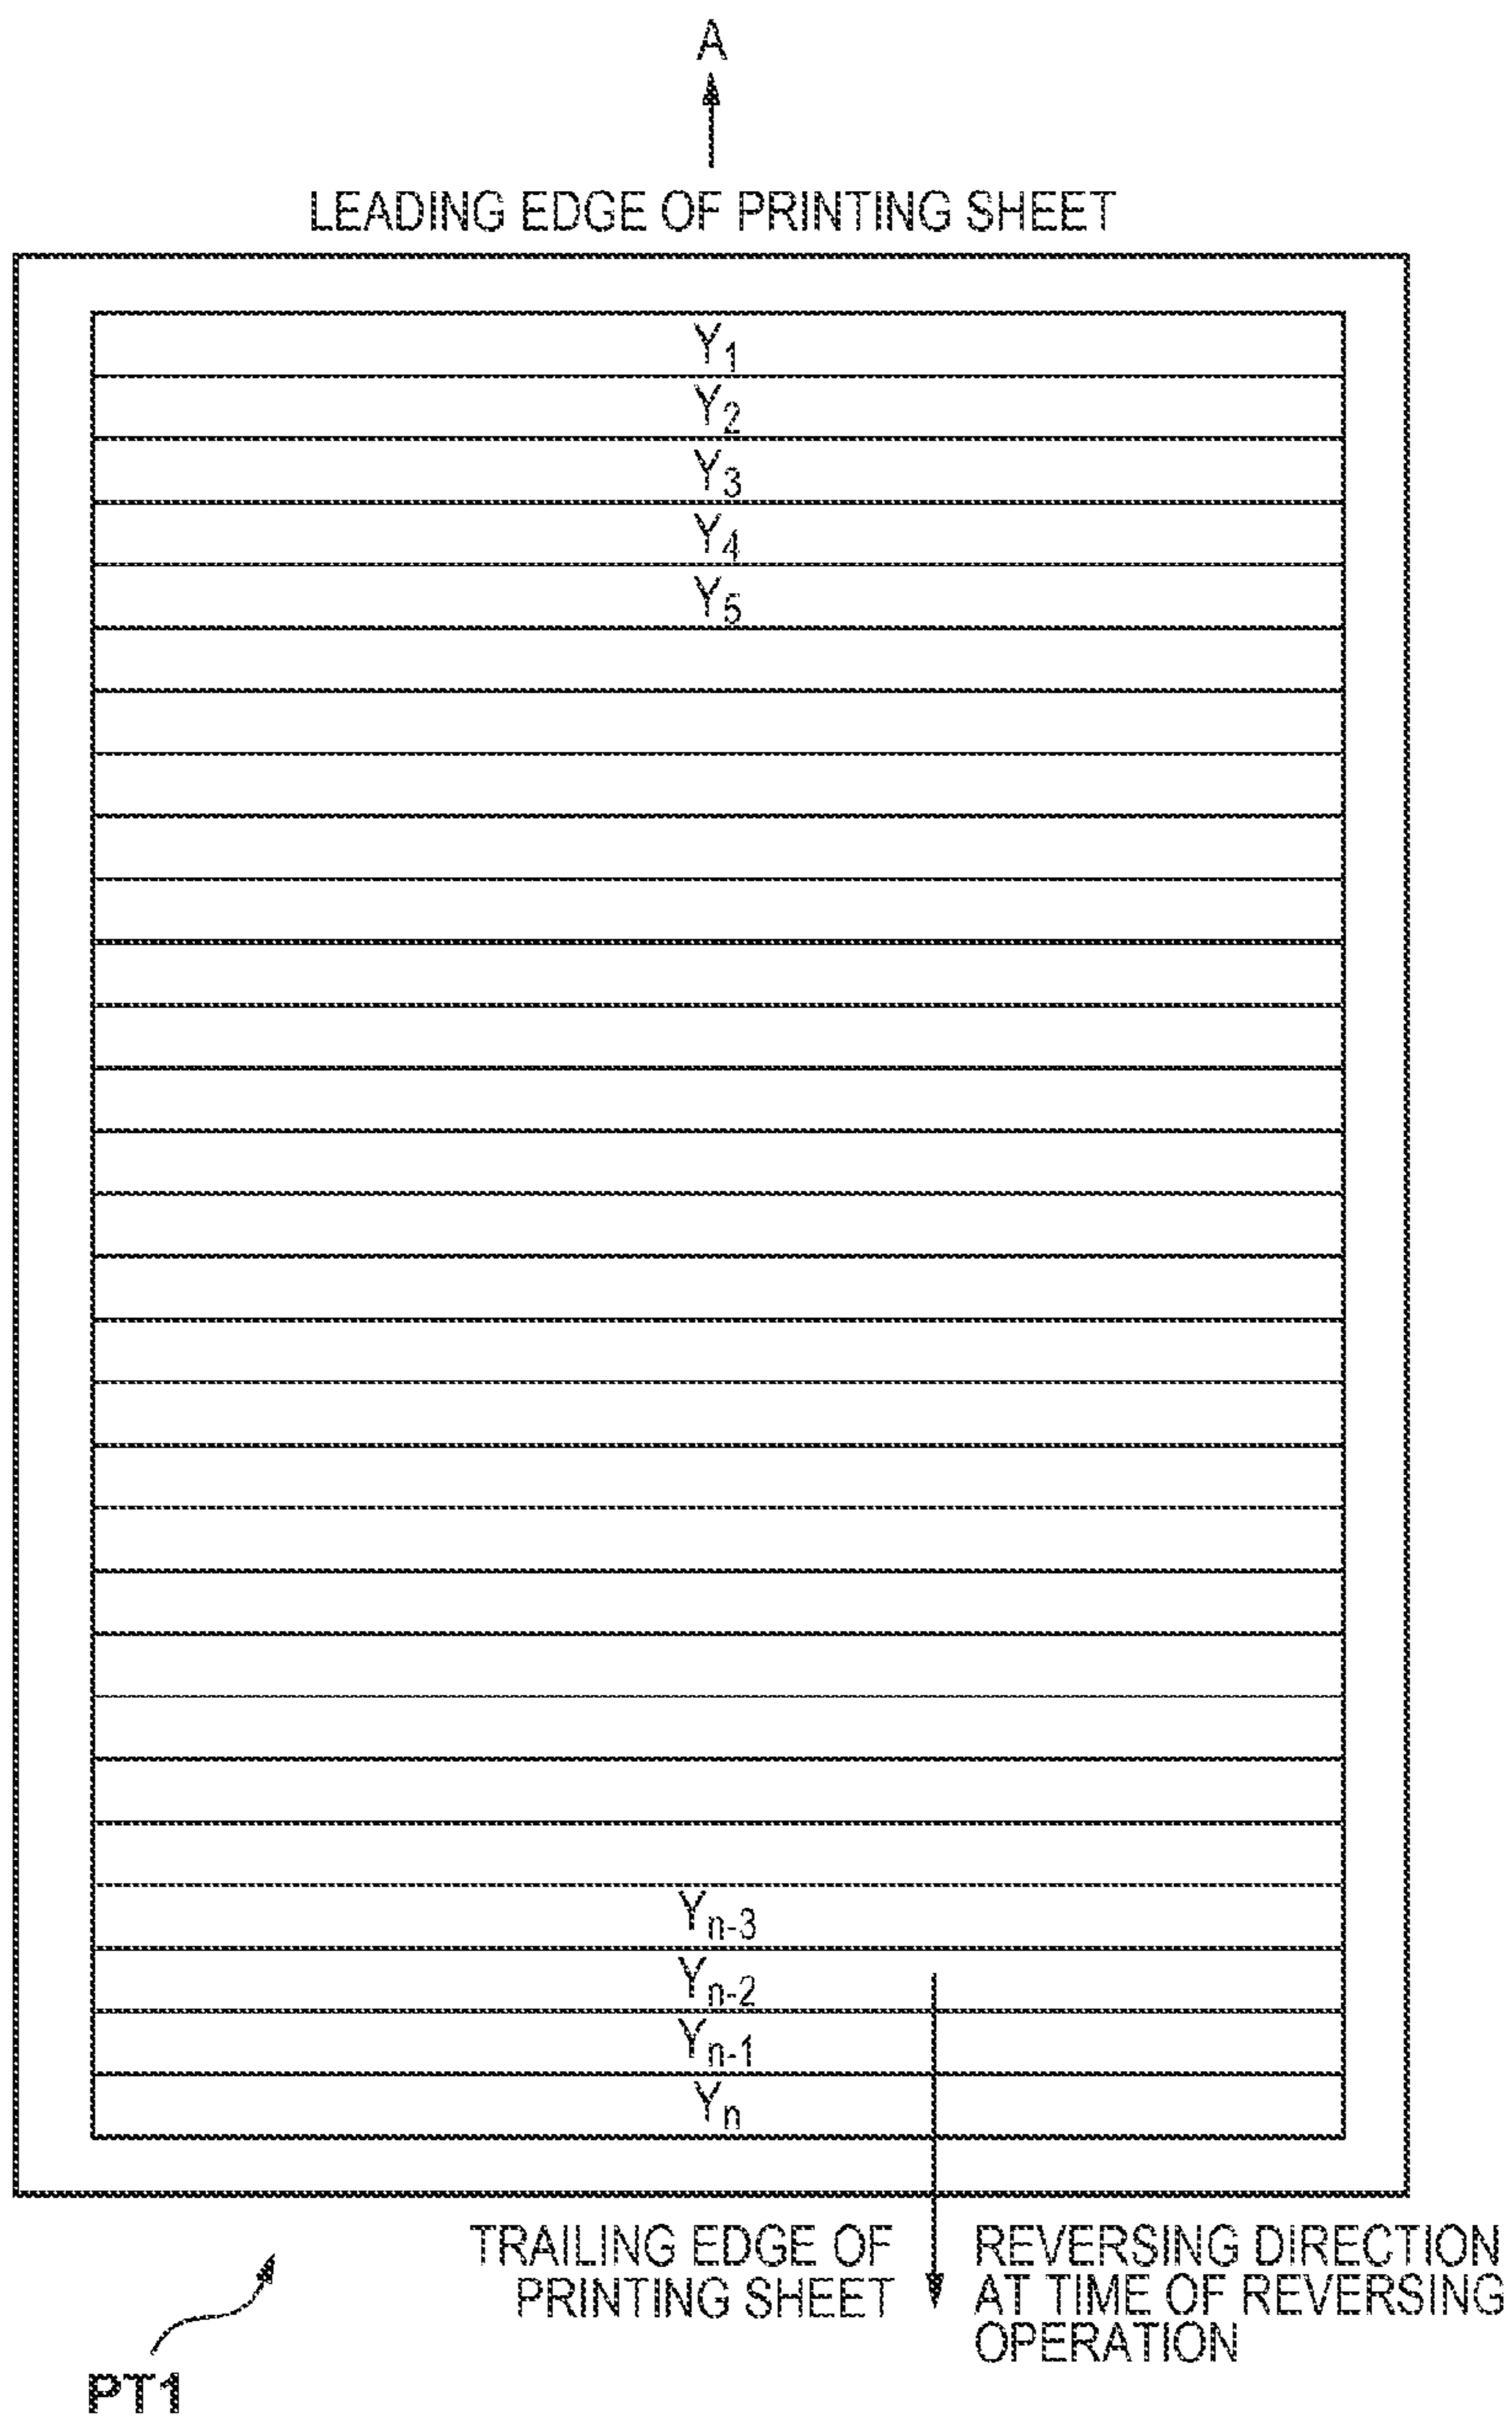 A
LEADING EDGE OF PRINTING SHEET
Y1
Y2
Y3
Y4
Y5
Yn-3
Yn-2
Yn-1
Yn
TRAILING EDGE OF
PRINTING SHEET
REVERSING DIRECTION
AT TIME OF REVERSING
OPERATION
PT1